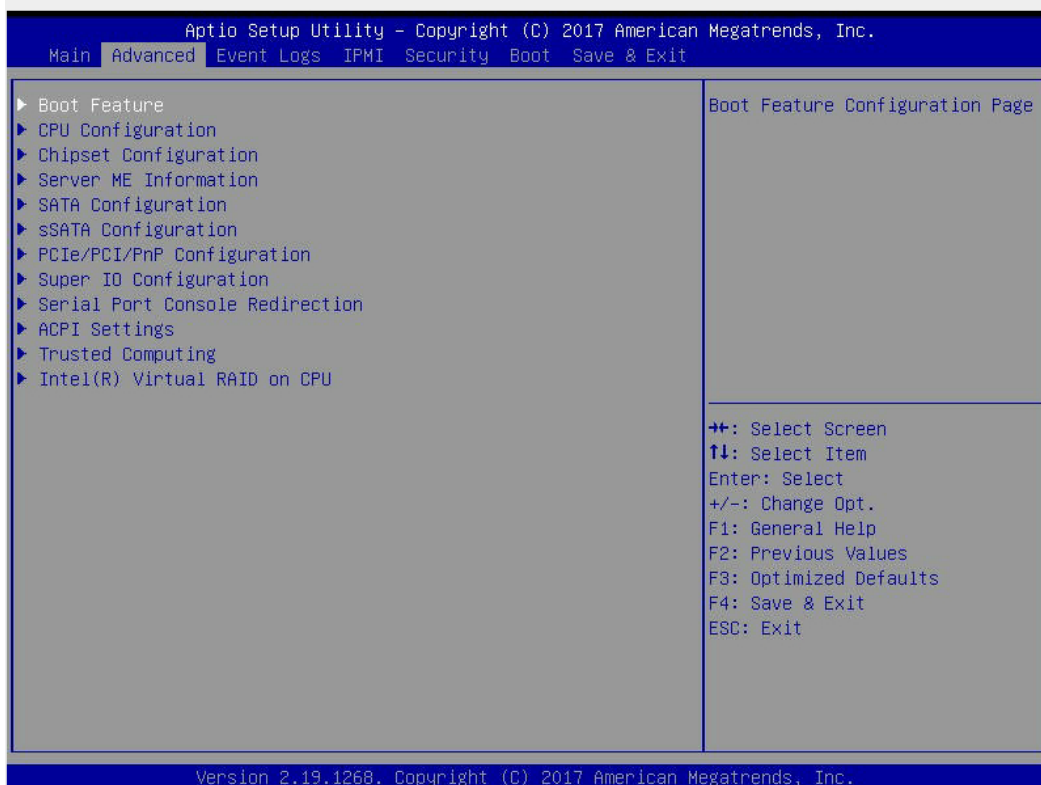 Aptio Setup Utility – Copyright (C) 2017 American Megatrends, Inc.
Main Advanced Event Logs IPMI Security Boot Save & Exit
▶ Boot Feature
▶ CPU Configuration
▶ Chipset Configuration
▶ Server ME Information
▶ SATA Configuration
▶ sSATA Configuration
▶ PCIe/PCI/PnP Configuration
▶ Super IO Configuration
▶ Serial Port Console Redirection
▶ ACPI Settings
▶ Trusted Computing
▶ Intel(R) Virtual RAID on CPU
Boot Feature Configuration Page
→←: Select Screen
↑↓: Select Item
Enter: Select
+/-: Change Opt.
F1: General Help
F2: Previous Values
F3: Optimized Defaults
F4: Save & Exit
ESC: Exit
Version 2.19.1268. Copyright (C) 2017 American Megatrends, Inc.